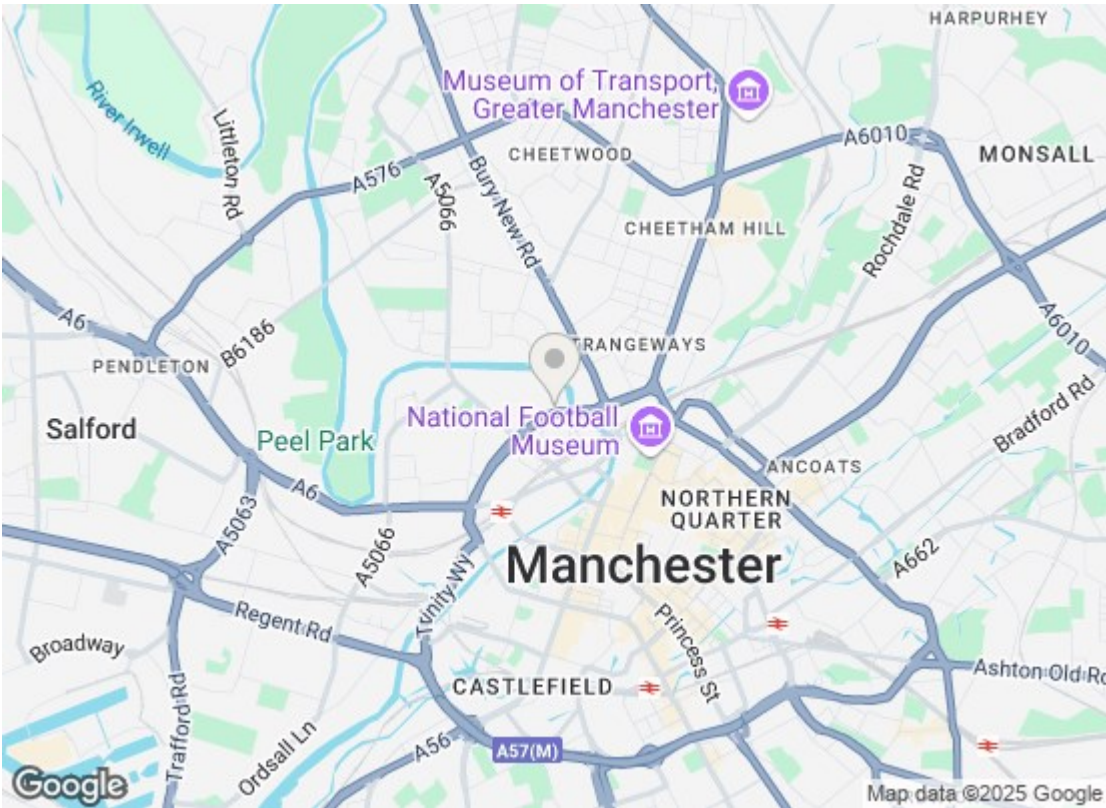 HARPURHEY
Museum of Transport,
Greater Manchester
River Irwell
Littleton Rd
A576
A5066
Bury New Rd
CHEETWOOD
A6010
MONSALL
CHEETHAM HILL
Rochdale Rd
A6
B6186
PENDLETON
TRANGEWAYS
A6010
Salford
Peel Park
National Football
Museum
Bradford Rd
ANCOATS
A6
NORTHERN
QUARTER
A5063
A5066
Manchester
A662
Trinity Wy
Regent Rd
Princess St
Broadway
Ashton Old Rd
CASTLEFIELD
Trafford Rd
Ordsall Ln
A56
A57(M)
Google
Map data ©2025 Google